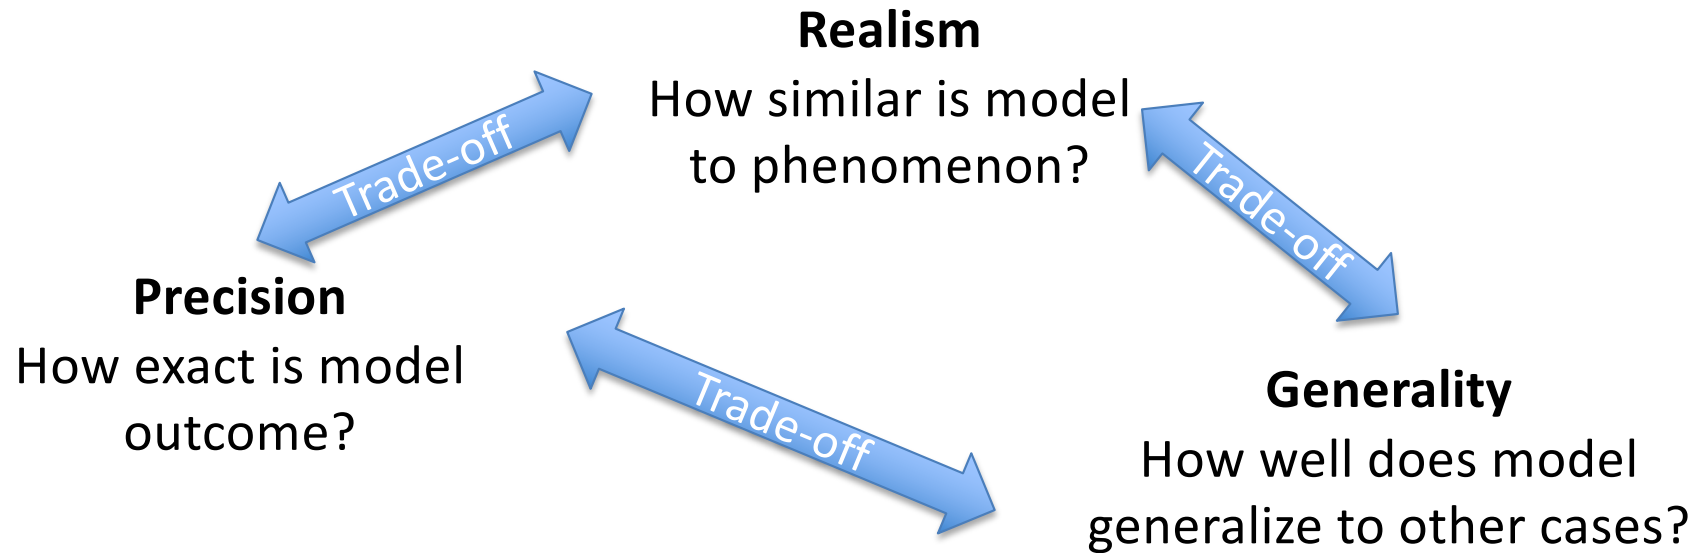 Realism
How similar is model
to phenomenon?
Trade-off
Trade-off
Precision
How exact is model
outcome?
Trade-off
Generality
How well does model
generalize to other cases?